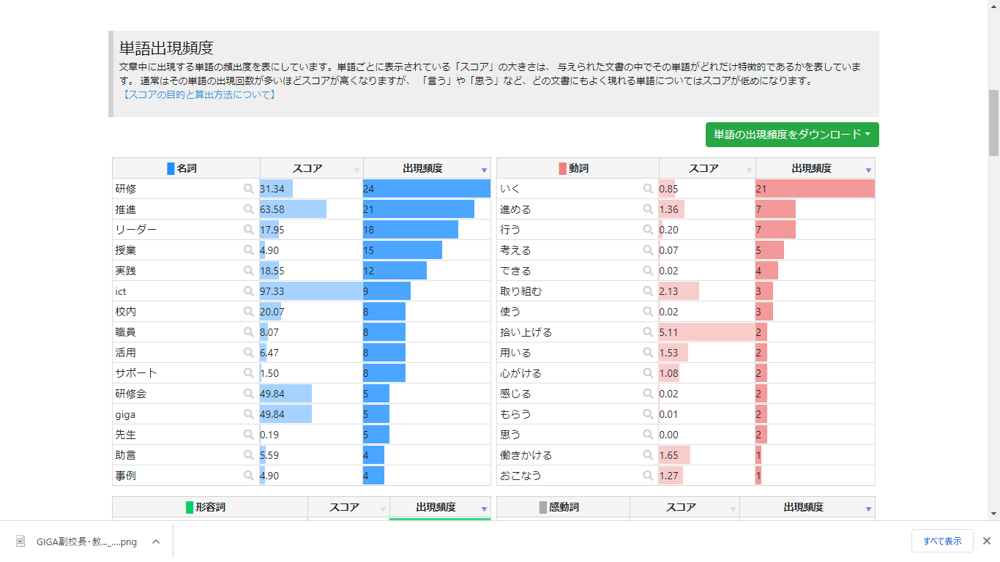 単語出現頻度
文章中に出現する単語の頻出度を表にしています。単語ごとに表示されている「スコア」の大きさは、 与えられた文書の中でその単語がどれだけ特徴的であるかを表していま
す。 通常はその単語の出現回数が多いほどスコアが高くなりますが、 「言う」や「思う」など、どの文書にもよく現れる単語についてはスコアが低めになります。
【スコアの目的と算出方法について】
単語の出現頻度をダウンロード
名詞 スコア 出現頻度
研修 31.34 24
推進 63.58 21
リーダー 17.95 18
授業 4.90 15
実践 18.55 12
ict 97.33 9
校内 20.07 8
職員 8.07 8
活用 6.47 8
サポート 1.50 8
研修会 49.84 5
giga 49.84 5
先生 0.19 5
助言 5.59 4
事例 4.90 4
動詞 スコア 出現頻度
いく 0.85 21
進める 1.36 7
行う 0.20 7
考える 0.07 5
できる 0.02 4
取り組む 2.13 3
使う 0.02 3
拾い上げる 5.11 2
用いる 1.53 2
心がける 1.08 2
感じる 0.02 2
もらう 0.01 2
思う 0.00 2
働きかける 1.65 1
おこなう 1.27 1
形容詞 スコア 出現頻度
感動詞 スコア 出現頻度
GIGA副校長・教..._....png
すべて表示